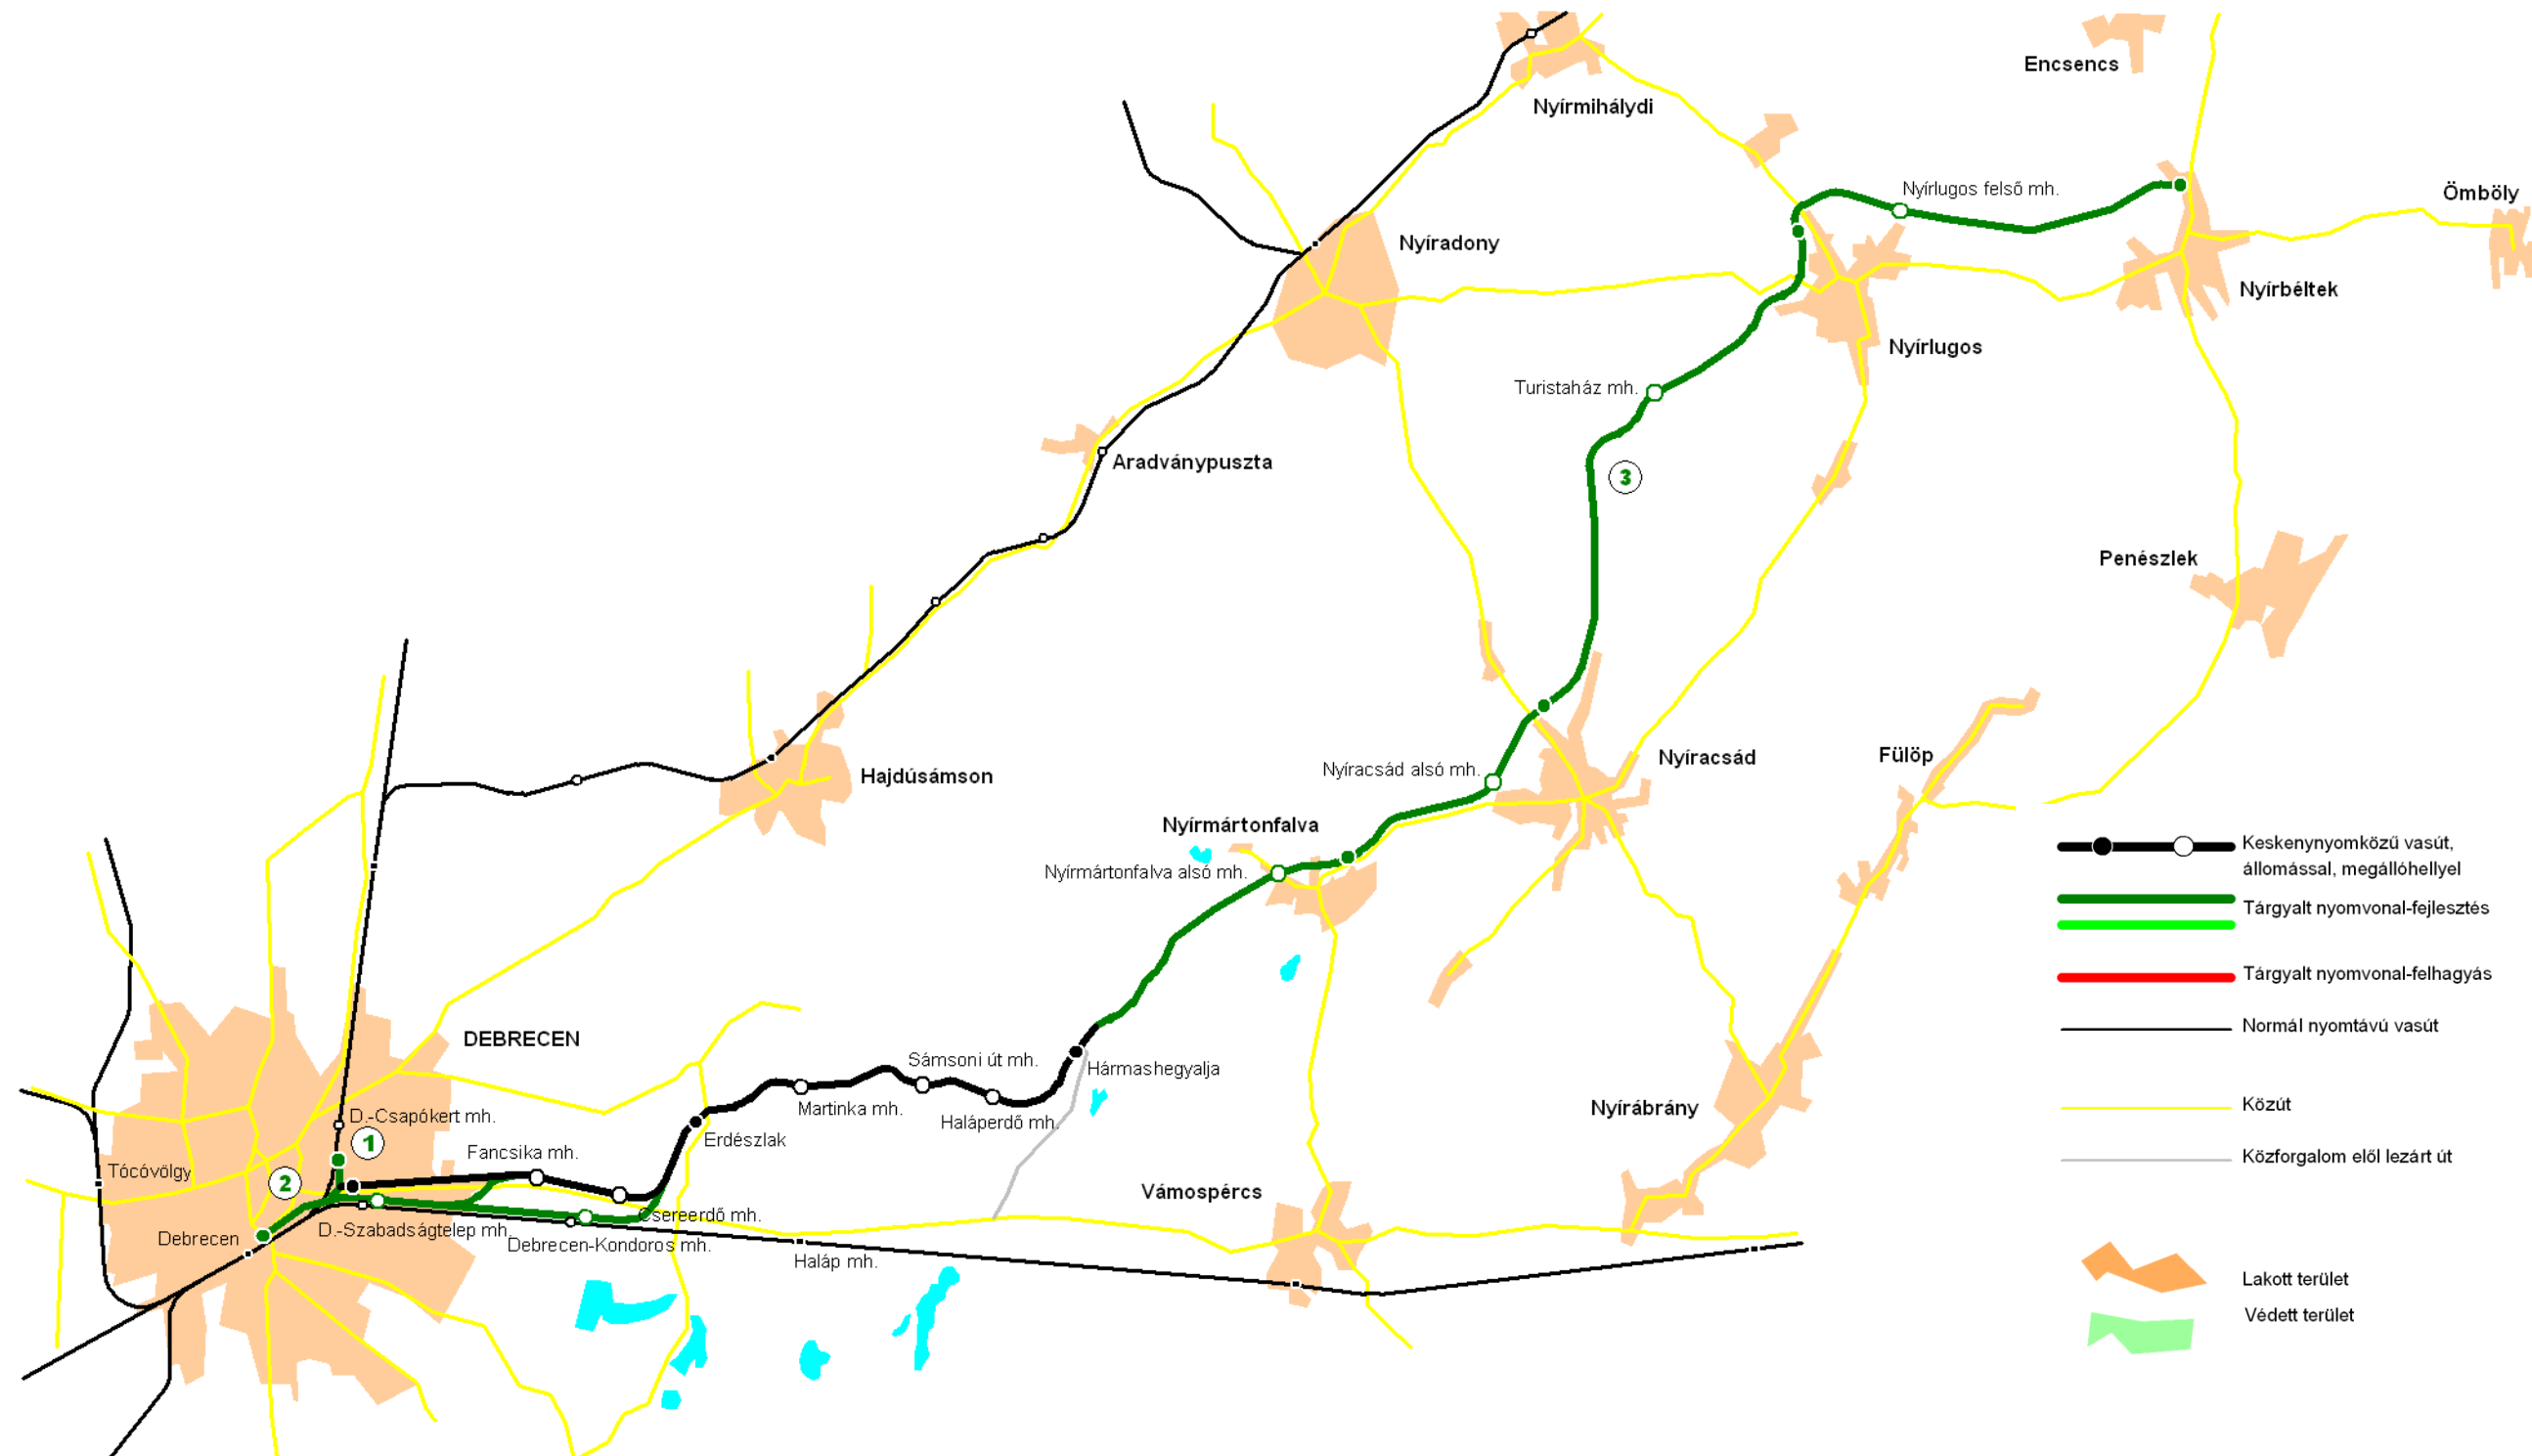 Encsencs
Nyírmihálydi
Nyírlugos felső mh.
Ömböly
Nyíradony
Nyírbéltek
Nyírlugos
Turistaház mh.
Aradványpuszta
3
Penészlek
Nyíracsád
Fülöp
Nyíracsád alsó mh.
Hajdúsámson
Nyírmártonfalva
Nyírmártonfalva alsó mh.
DEBRECEN
Sámsoni út mh.
Hármashegyalja
Martinka mh.
Haláperdő mh.
Nyírábrány
D.-Csapókert mh.
1
Erdészlak
Fancsika mh.
Tócóvölgy
2
Vámospércs
Csereerdő mh.
D.-Szabadságtelep mh.
Debrecen
Debrecen-Kondoros mh.
Haláp mh.
Keskenynyomközű vasút,
állomással, megállóhellyel
Tárgyalt nyomvonal-fejlesztés
Tárgyalt nyomvonal-felhagyás
Normál nyomtávú vasút
Közút
Közforgalom elől lezárt út
Lakott terület
Védett terület